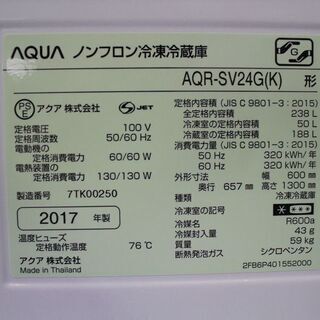 AQUA ノンフロン冷凍冷蔵庫
G
AQR-SV24G(K) 形
PS E アクア株式会社 S JET
定格電圧 100 V
定格周波数 50/60 Hz
電動機の
定格消費電力 60/60 W
電熱装置の
定格消費電力 130/130 W
製造番号 7TK00250
2017 年製
温度ヒューズ
定格動作温度 76℃
アクア株式会社
Made in Thailand
定格内容積(JIS C 9801-3:2015)
全定格内容積 238 L
冷凍室の定格内容積 50 L
冷蔵室の定格内容積 188 L
消費電力量(JIS C 9801-3:2015)
50 Hz 320 kWh/年
60 Hz 320 kWh/年
外形寸法 幅 600 mm
奥行 657 mm 高さ 1300 mm
種類 冷凍冷蔵庫
冷凍室の記号
冷媒 R600a
冷媒封入量 43 g
質量 59 kg
断熱発泡ガス シクロペンタン
2FB6P401552000